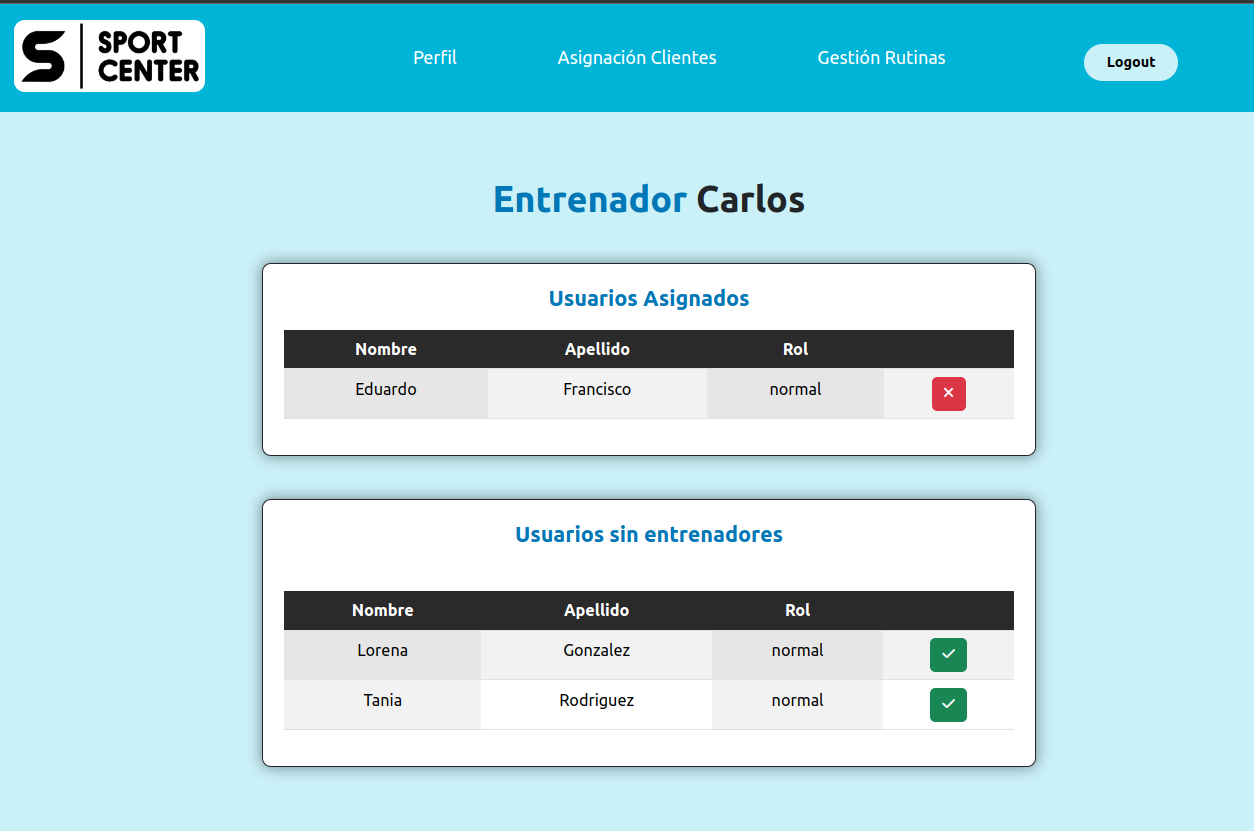 SPORT
CENTER
Perfil Asignación Clientes Gestión Rutinas Logout
Entrenador Carlos
Usuarios Asignados
Nombre Apellido Rol
Eduardo Francisco normal
Usuarios sin entrenadores
Nombre Apellido Rol
Lorena Gonzalez normal
Tania Rodriguez normal